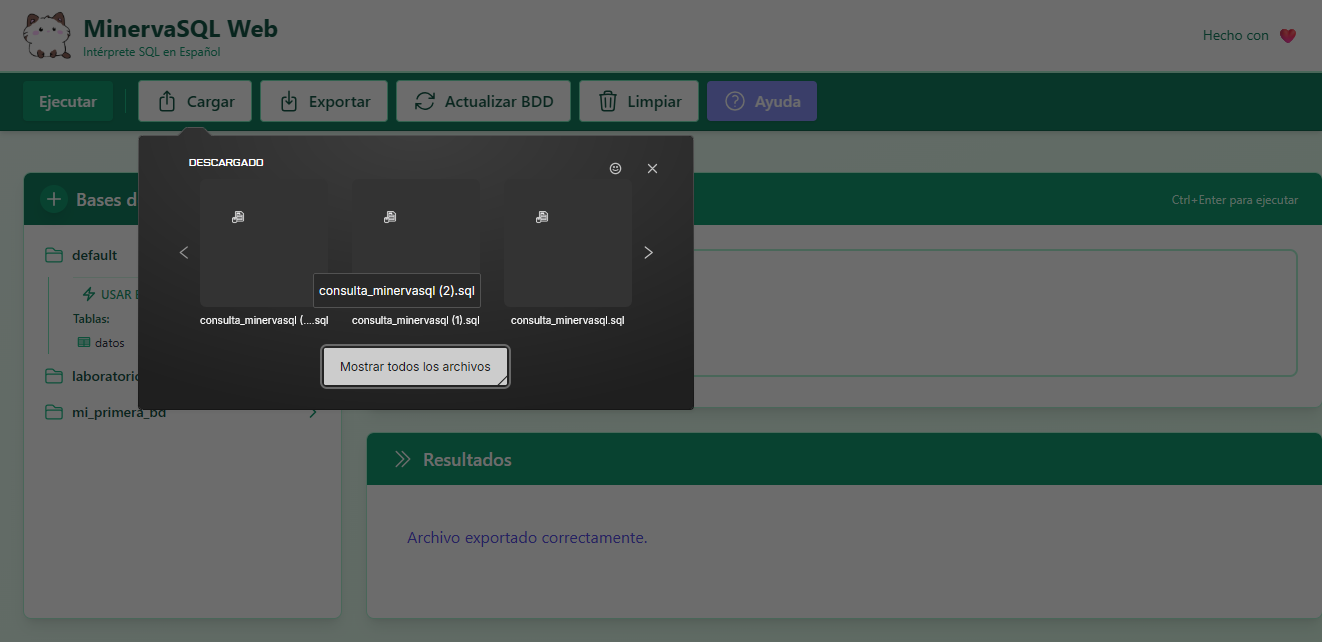 MinervaSQL Web
Intérprete SQL en Español
Hecho con
Ejecutar
Cargar
Exportar
Actualizar BDD
Limpiar
Ayuda
DESCARGADO
Bases d
Ctrl+Enter para ejecutar
default
USAR
Tablas:
datos
laboratorio
mi_primera_bd
consulta_minervasql (2).sql
consulta_minervasql (....sql
consulta_minervasql (1).sql
consulta_minervasql.sql
Mostrar todos los archivos
Resultados
Archivo exportado correctamente.